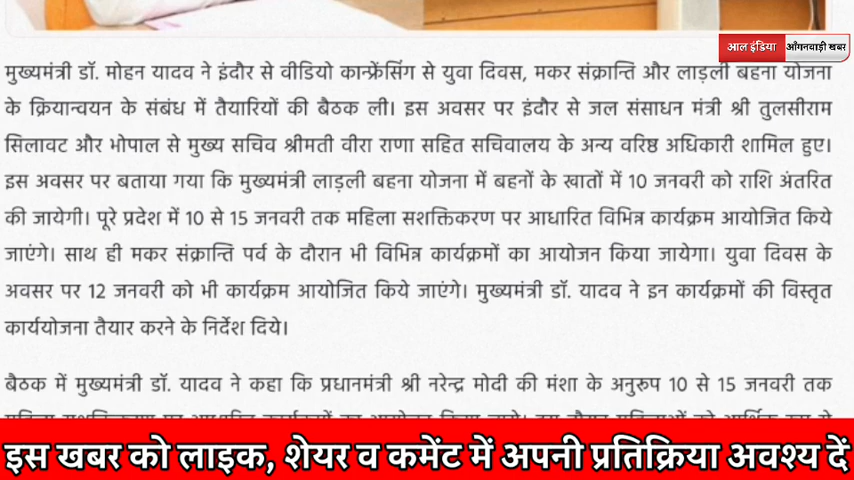 आल इंडिया आँगनवाड़ी खबर
मुख्यमंत्री डॉ. मोहन यादव ने इंदौर से वीडियो कान्फ्रेंसिंग से युवा दिवस, मकर संक्रान्ति और लाड़ली बहना योजना
के क्रियान्वयन के संबंध में तैयारियों की बैठक ली। इस अवसर पर इंदौर से जल संसाधन मंत्री श्री तुलसीराम
सिलावट और भोपाल से मुख्य सचिव श्रीमती वीरा राणा सहित सचिवालय के अन्य वरिष्ठ अधिकारी शामिल हुए।
इस अवसर पर बताया गया कि मुख्यमंत्री लाड़ली बहना योजना में बहनों के खातों में 10 जनवरी को राशि अंतरित
की जायेगी। पूरे प्रदेश में 10 से 15 जनवरी तक महिला सशक्तिकरण पर आधारित विभिन्न कार्यक्रम आयोजित किये
जाएंगे। साथ ही मकर संक्रान्ति पर्व के दौरान भी विभिन्न कार्यक्रमों का आयोजन किया जायेगा। युवा दिवस के
अवसर पर 12 जनवरी को भी कार्यक्रम आयोजित किये जाएंगे। मुख्यमंत्री डॉ. यादव ने इन कार्यक्रमों की विस्तृत
कार्ययोजना तैयार करने के निर्देश दिये।
बैठक में मुख्यमंत्री डॉ. यादव ने कहा कि प्रधानमंत्री श्री नरेन्द्र मोदी की मंशा के अनुरूप 10 से 15 जनवरी तक
इस खबर को लाइक, शेयर व कमेंट में अपनी प्रतिक्रिया अवश्य दें